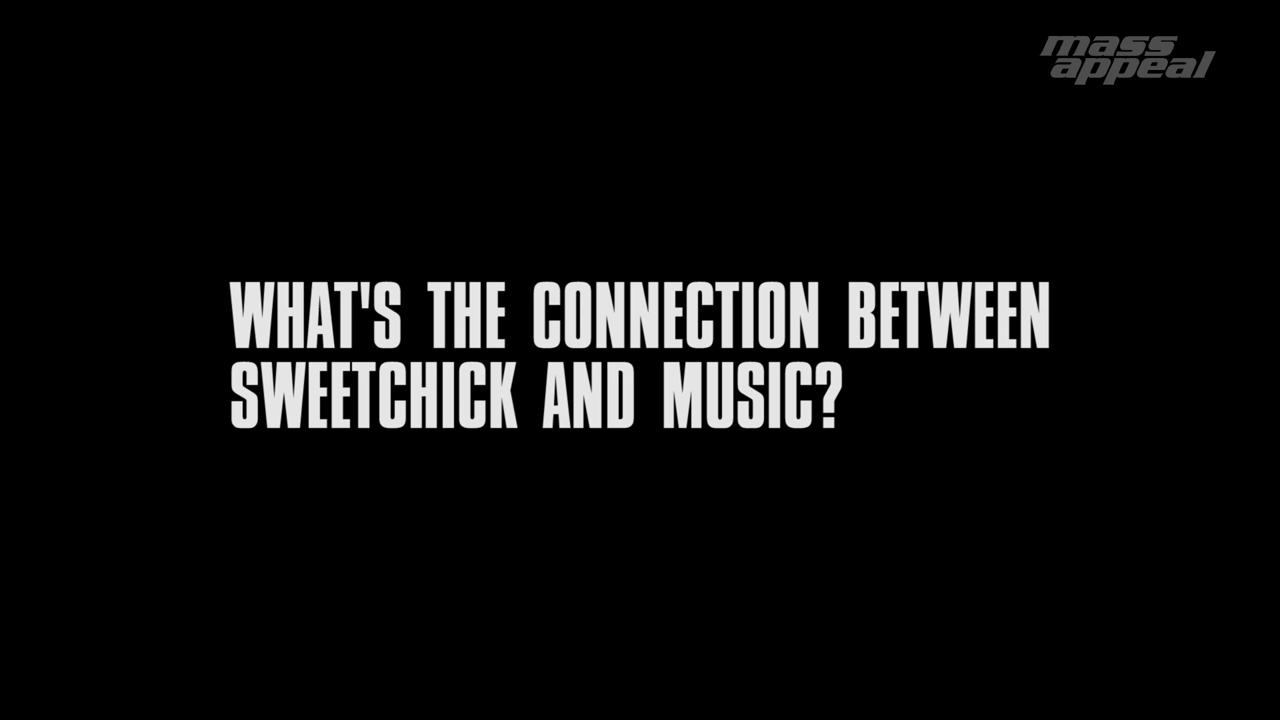 mass
appeal
WHAT'S THE CONNECTION BETWEEN
SWEETCHICK AND MUSIC?